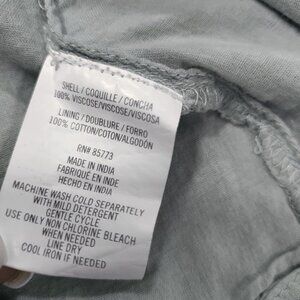 SHELL / COQUILLE / CONCHA
100% VISCOSE/VISCOSE/VISCOSA
LINING / DOUBLURE / FORRO
100% COTTON/COTON/ALGODÓN
RN# 85773
MADE IN INDIA
FABRIQUÉ EN INDE
HECHO EN INDIA
MACHINE WASH COLD SEPARATELY
WITH MILD DETERGENT
GENTLE CYCLE
USE ONLY NON CHLORINE BLEACH
WHEN NEEDED
LINE DRY
COOL IRON IF NEEDED